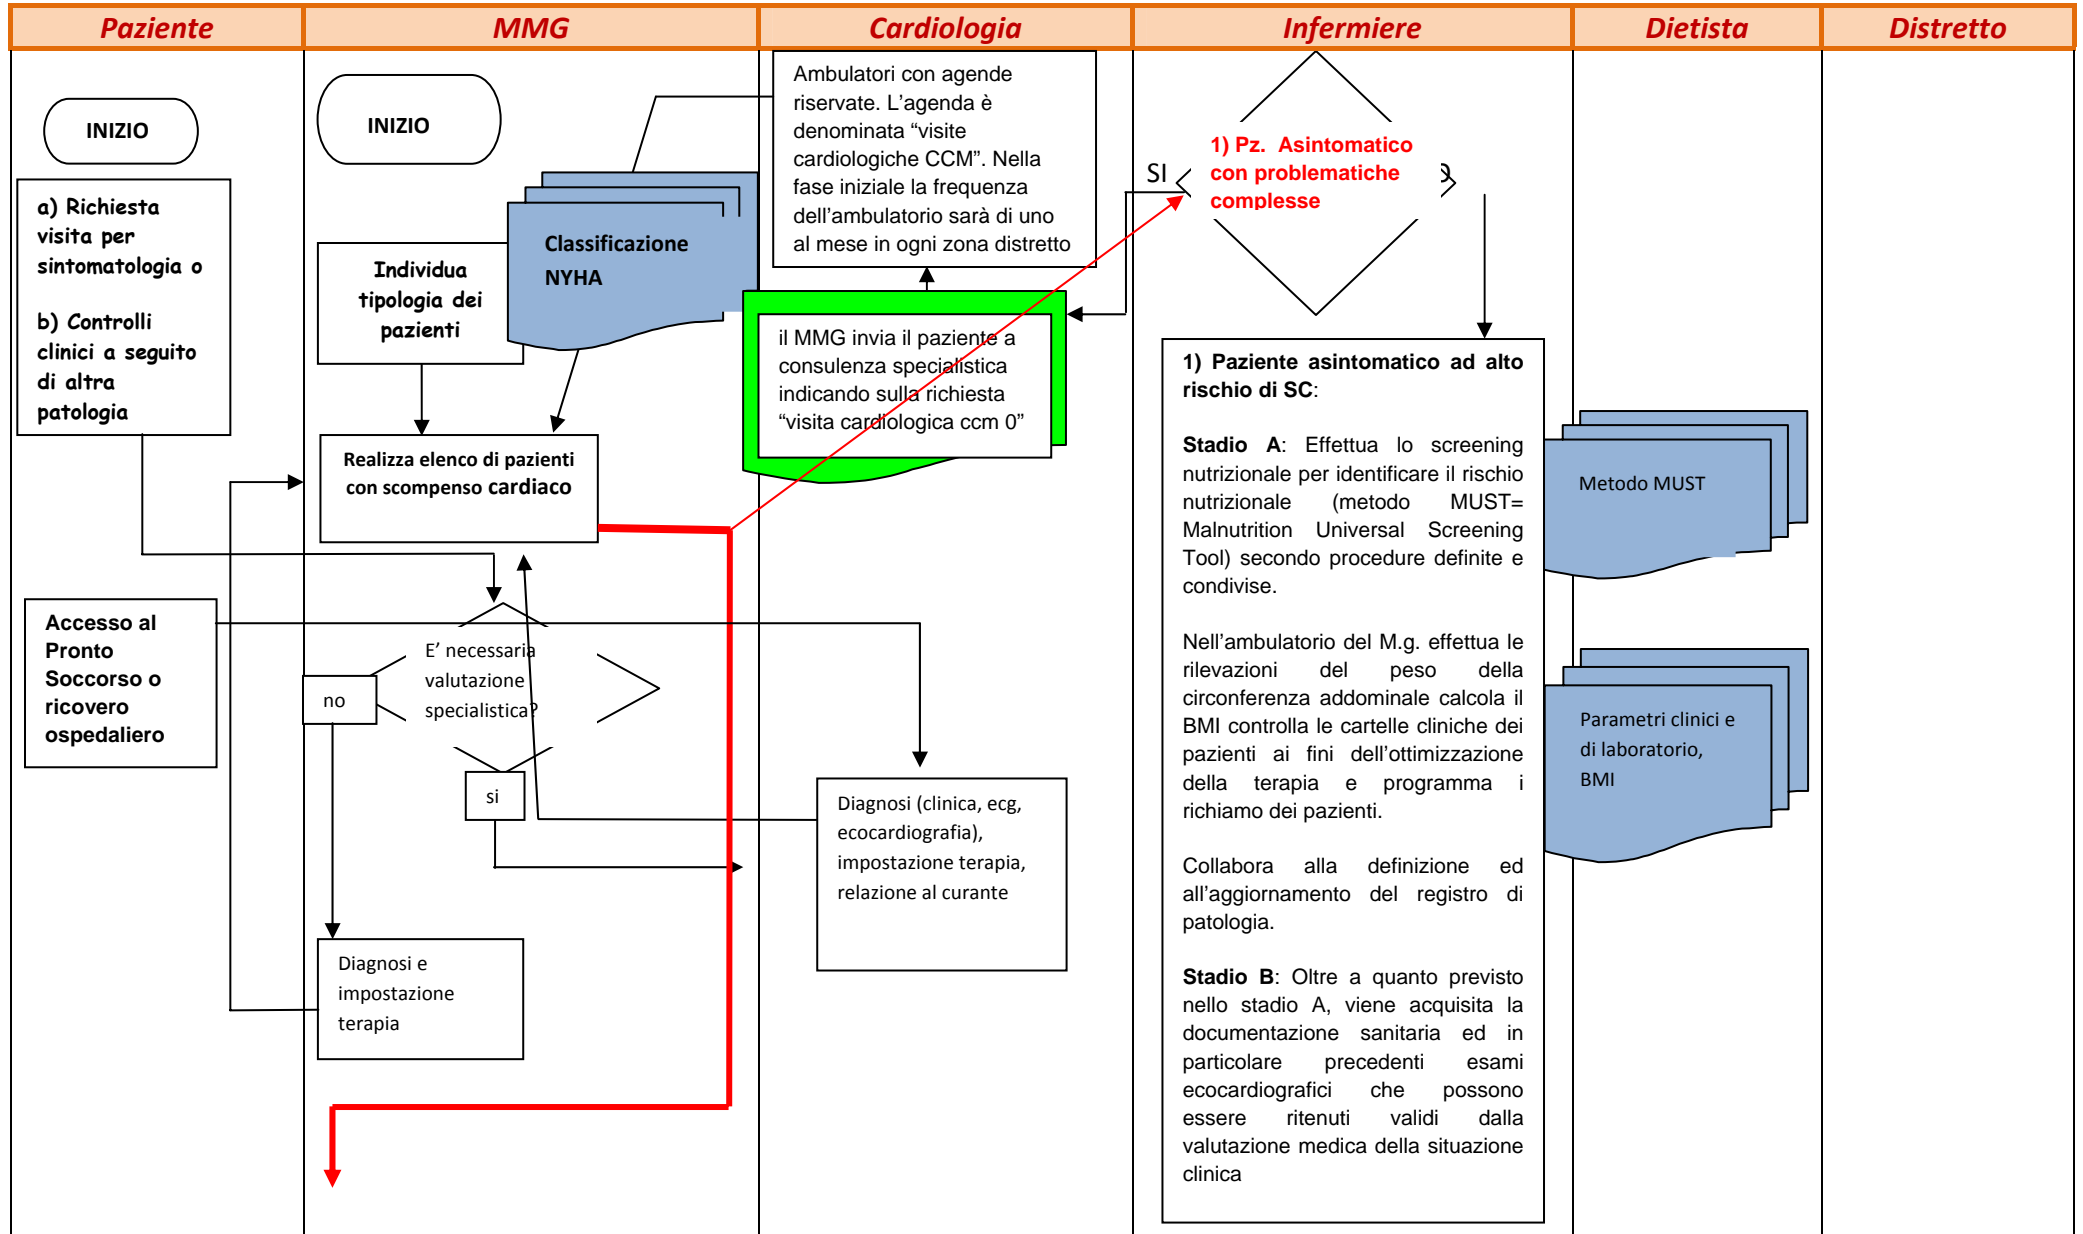 Paziente
MMG
Cardiologia
Infermiere
Dietista
Distretto
INIZIO
a) Richiesta
visita per
sintomatologia o
b) Controlli
clinici a seguito
di altra
patologia
Accesso al
Pronto
Soccorso o
ricovero
ospedaliero
INIZIO
Individua
tipologia dei
pazienti
Classificazione
NYHA
Realizza elenco di pazienti
con scompenso cardiaco
E’ necessaria
valutazione
specialistica?
no
si
Diagnosi e
impostazione
terapia
Ambulatori con agende
riservate. L’agenda è
denominata “visite
cardiologiche CCM”. Nella
fase iniziale la frequenza
dell’ambulatorio sarà di uno
al mese in ogni zona distretto
il MMG invia il paziente a
consulenza specialistica
indicando sulla richiesta
“visita cardiologica ccm 0”
Diagnosi (clinica, ecg,
ecocardiografia),
impostazione terapia,
relazione al curante
SI
1) Pz. Asintomatico
con problematiche
complesse
1) Paziente asintomatico ad alto
rischio di SC:
Stadio A: Effettua lo screening
nutrizionale per identificare il rischio
nutrizionale (metodo MUST=
Malnutrition Universal Screening
Tool) secondo procedure definite e
condivise.
Nell’ambulatorio del M.g. effettua le
rilevazioni del peso della
circonferenza addominale calcola il
BMI controlla le cartelle cliniche dei
pazienti ai fini dell’ottimizzazione
della terapia e programma i
richiamo dei pazienti.
Collabora alla definizione ed
all’aggiornamento del registro di
patologia.
Stadio B: Oltre a quanto previsto
nello stadio A, viene acquisita la
documentazione sanitaria ed in
particolare precedenti esami
ecocardiografici che possono
essere ritenuti validi dalla
valutazione medica della situazione
clinica
Metodo MUST
Parametri clinici e
di laboratorio,
BMI